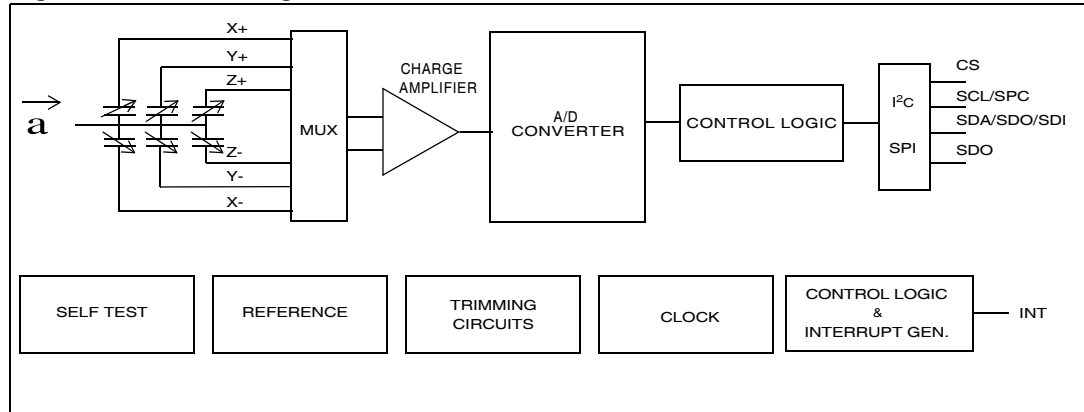 X+
Y+
Z+
CHARGE
AMPLIFIER
CS
a
MUX
A/D
CONVERTER
CONTROL LOGIC
I²C
SPI
SCL/SPC
SDA/SDO/SDI
SDO
Z-
Y-
X-
SELF TEST
REFERENCE
TRIMMING
CIRCUITS
CLOCK
CONTROL LOGIC
&
INTERRUPT GEN.
INT